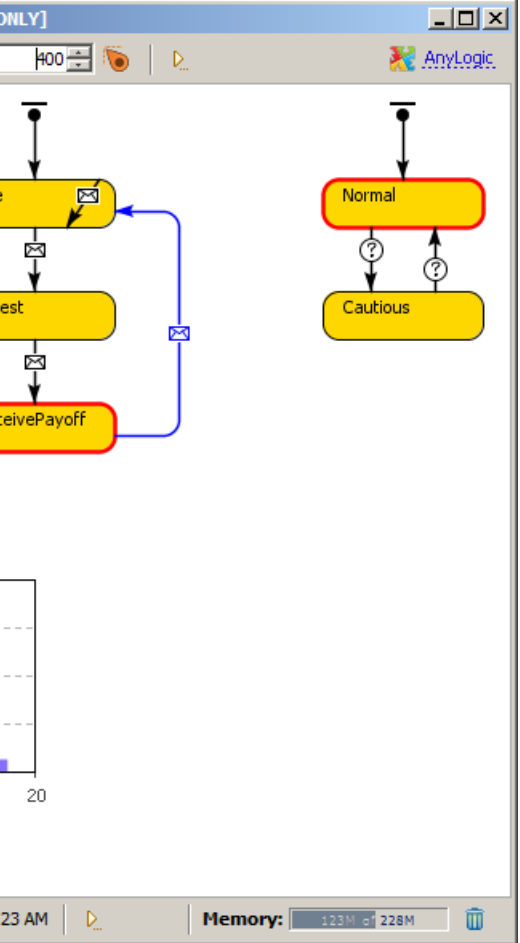 ONLY]
400
AnyLogic
e
Normal
?
?
est
Cautious
ceivePayoff
20
23 AM
Memory:
123M of 228M